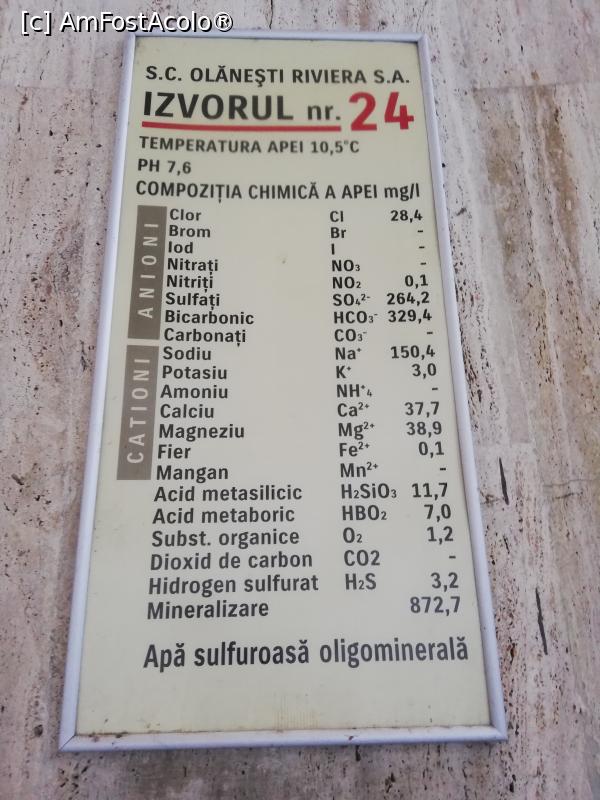 [c] AmFostAcolo®
S.C. OLĂNEŞTI RIVIERA S.A.
IZVORUL nr. 24
TEMPERATURA APEI 10,5°C
PH 7,6
COMPOZIŢIA CHIMICĂ A APEI mg/l
ANIONI
Clor Cl 28,4
Brom Br -
Iod I -
Nitraţi NO₃ -
Nitriţi NO₂ 0,1
Sulfaţi SO₄²⁻ 264,2
Bicarbonic HCO₃⁻ 329,4
Carbonaţi CO₃⁻ -
CATIONI
Sodiu Na⁺ 150,4
Potasiu K⁺ 3,0
Amoniu NH⁺₄ -
Calciu Ca²⁺ 37,7
Magneziu Mg²⁺ 38,9
Fier Fe²⁺ 0,1
Mangan Mn²⁺ -
Acid metasilicic H₂SiO₃ 11,7
Acid metaboric HBO₂ 7,0
Subst. organice O₂ 1,2
Dioxid de carbon CO2 -
Hidrogen sulfurat H₂S 3,2
Mineralizare 872,7
Apă sulfuroasă oligominerală